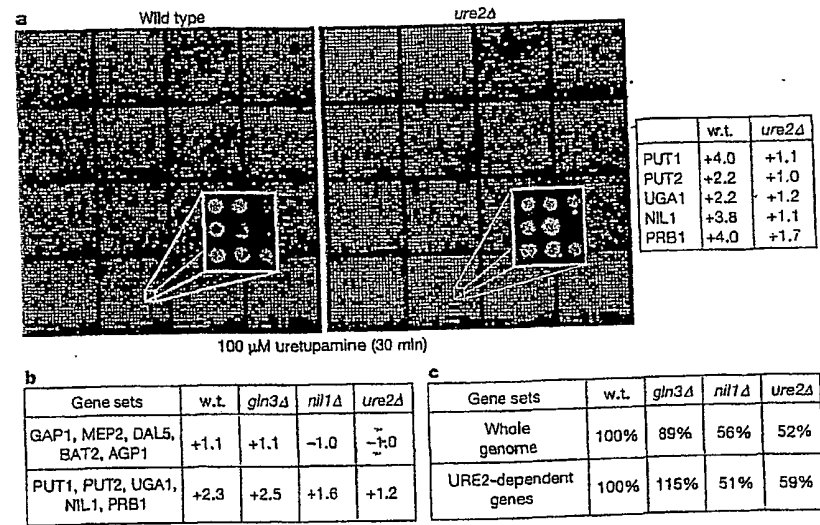 a
Wild type
ure2Δ
w.t. ure2Δ
PUT1 +4.0 +1.1
PUT2 +2.2 +1.0
UGA1 +2.2 +1.2
NIL1 +3.8 +1.1
PRB1 +4.0 +1.7
100 μM uretupamine (30 min)
b
Gene sets w.t. gln3Δ nil1Δ ure2Δ
GAP1, MEP2, DAL5,
BAT2, AGP1
+1.1 +1.1 –1.0 –1.0
PUT1, PUT2, UGA1,
NIL1, PRB1
+2.3 +2.5 +1.6 +1.2
c
Gene sets w.t. gln3Δ nil1Δ ure2Δ
Whole
genome
100% 89% 56% 52%
URE2-dependent
genes
100% 115% 51% 59%